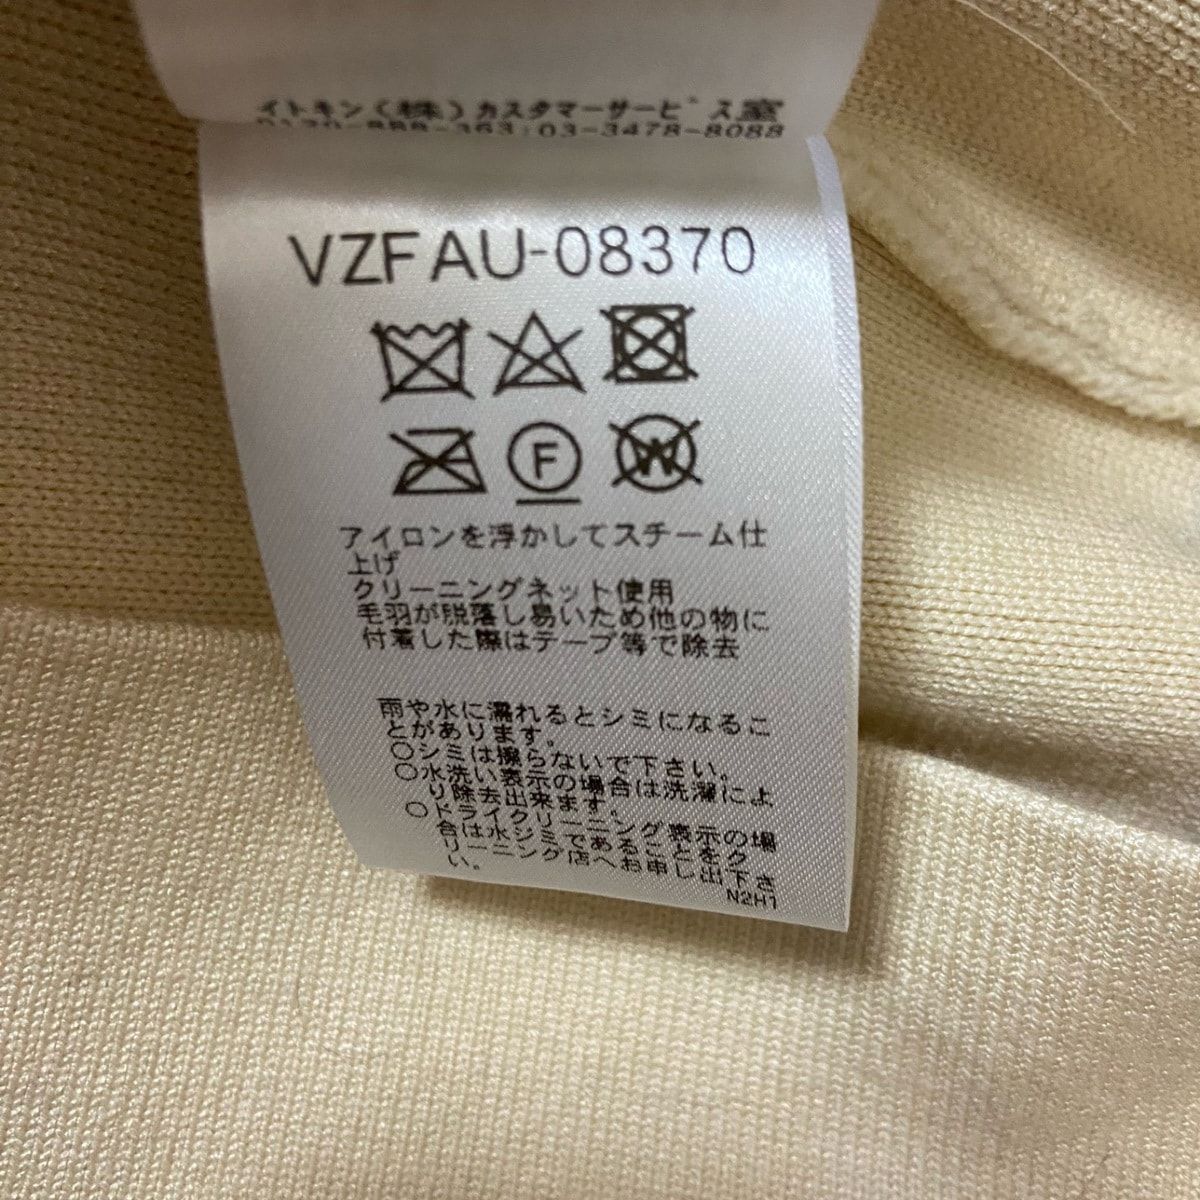 イトキン(株)カスタマーサービス室
0120-888-363:03-3478-8088
VZFAU-08370
F
W
アイロンを浮かしてスチーム仕
上げ
クリーニングネット使用
毛羽が脱落し易いため他の物に
付着した際はテープ等で除去
雨や水に濡れるとシミになるこ
とがあります。
○シミは擦らないで下さい。
○水洗い表示の場合は洗濯によ
り除去出来ます。
○ドライクリーニング表示の場
合は水ジミであることをク
リーニング店へお申し出下さ
い。
N2H1